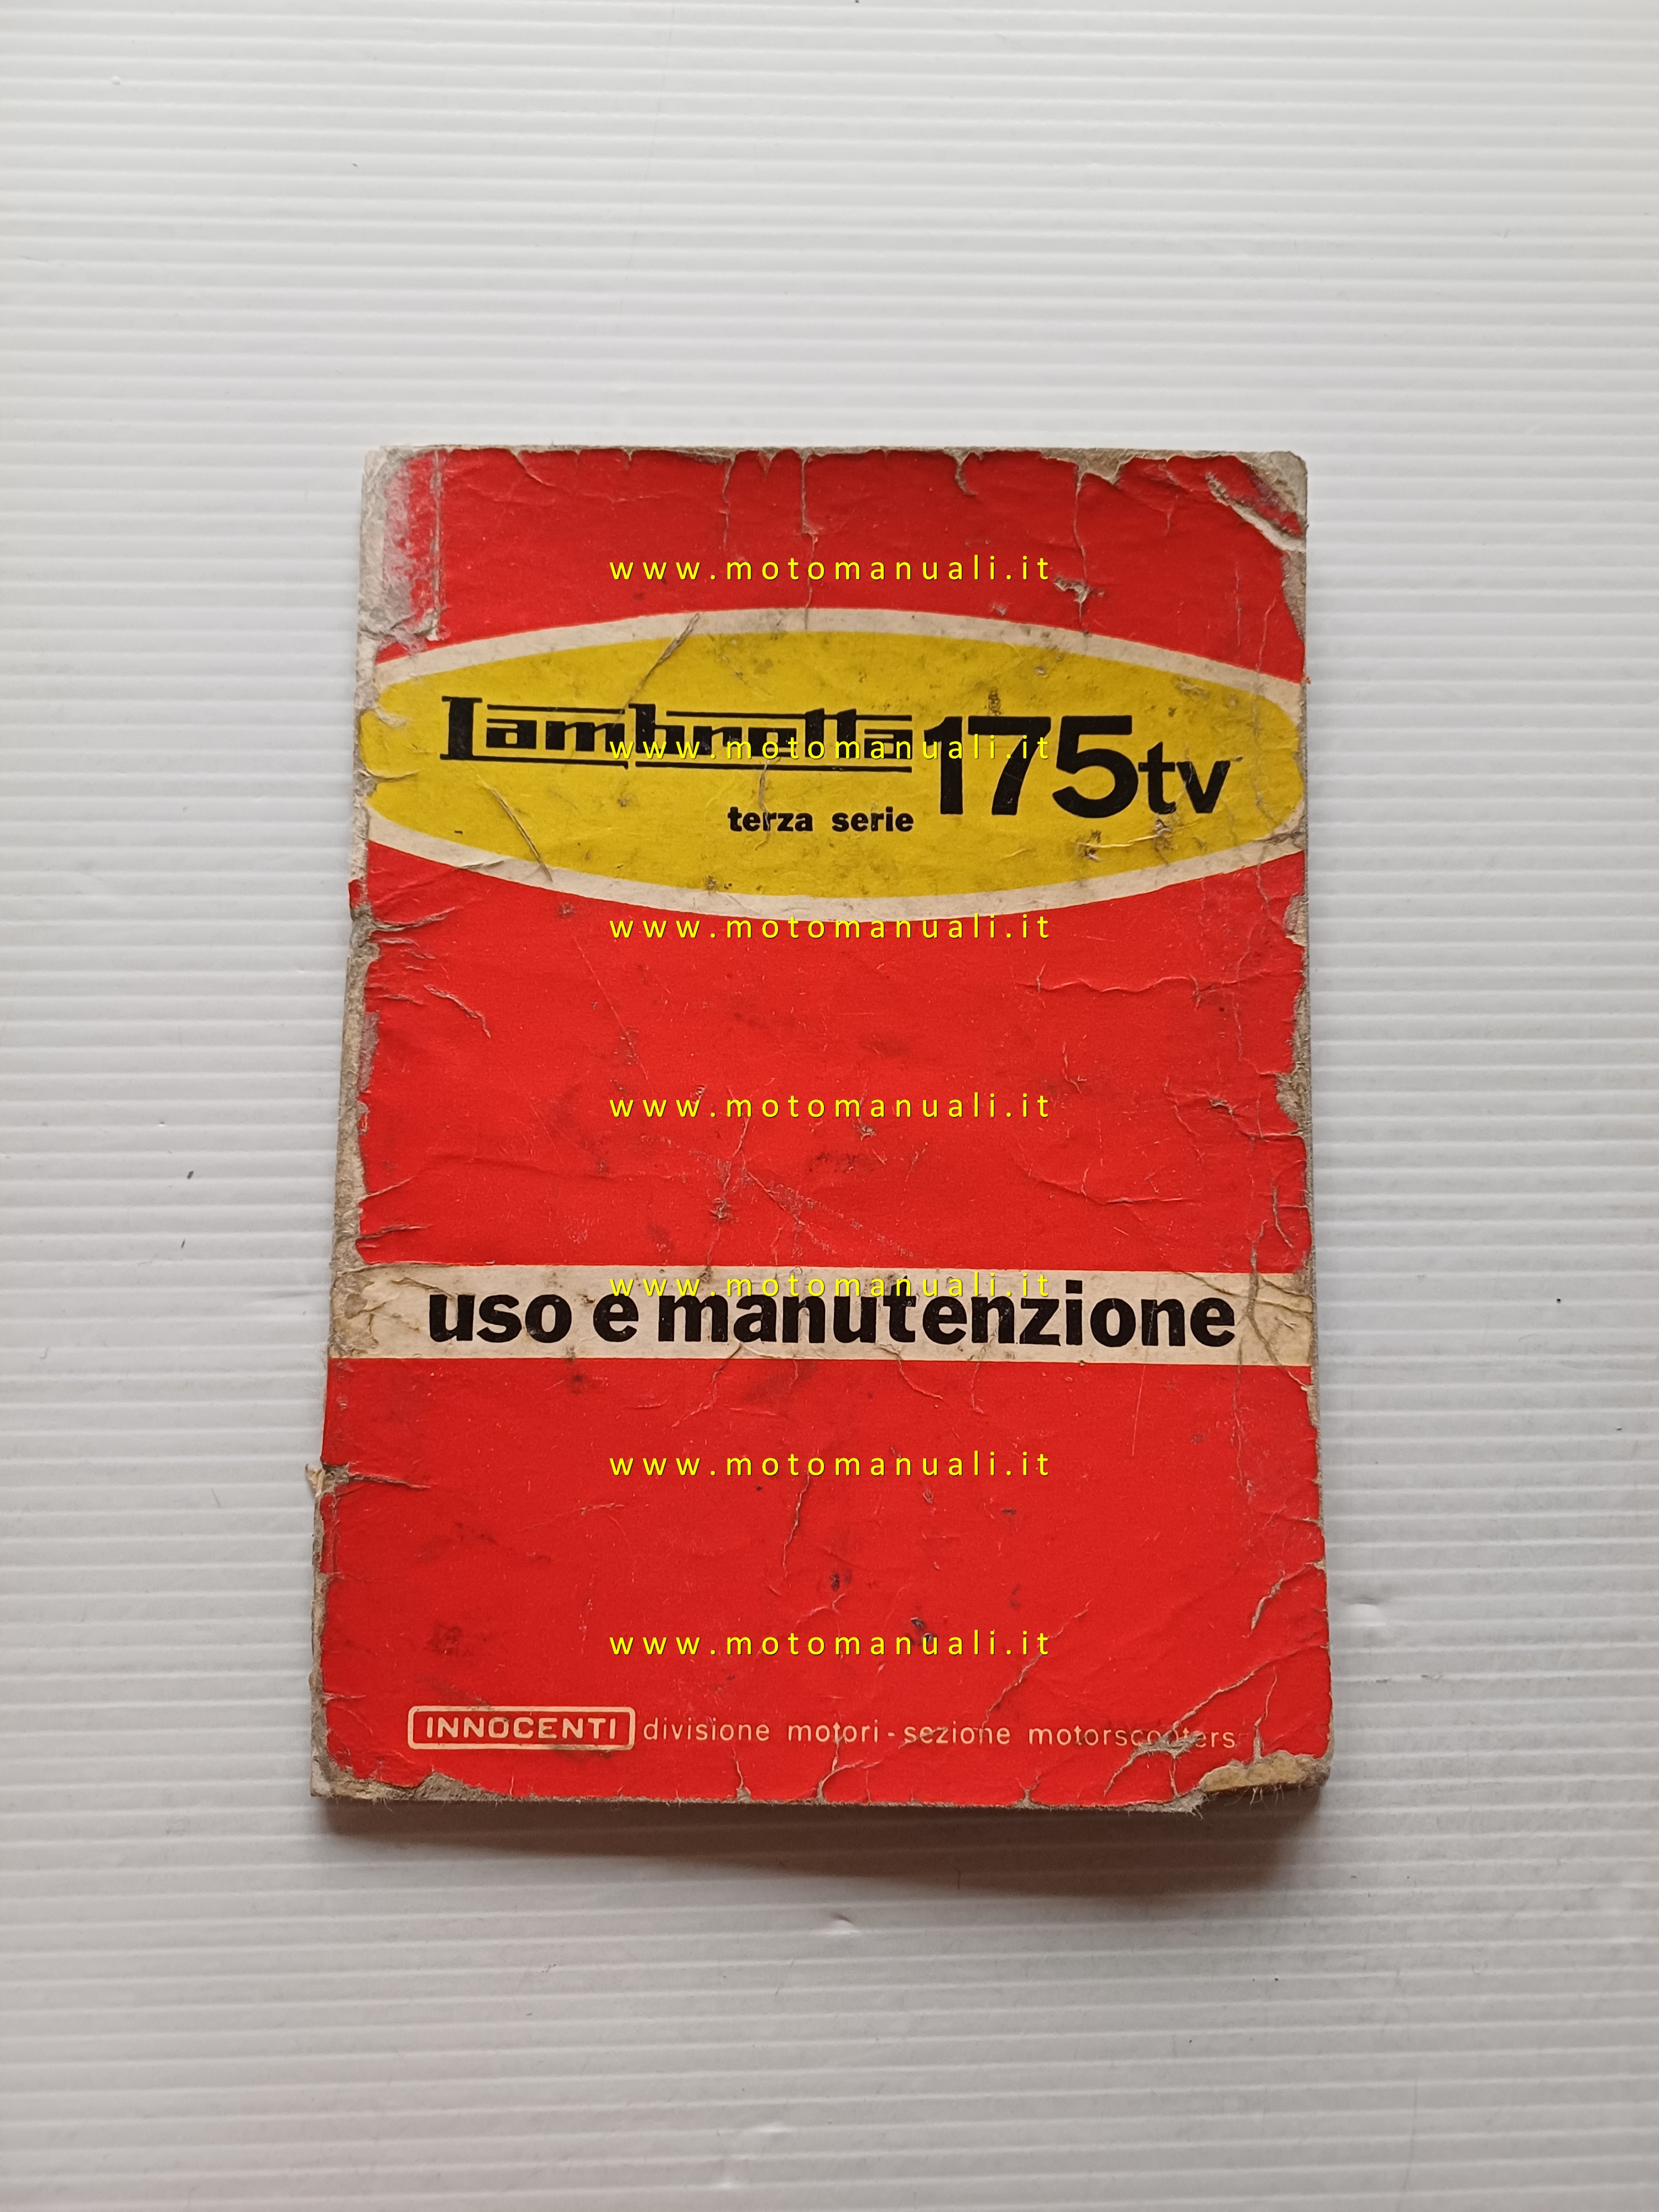 www.motomanuali.it
Lambretta 175tv
www.motomanuali.it
terza serie
www.motomanuali.it
www.motomanuali.it
www.motomanuali.it
uso e manutenzione
www.motomanuali.it
www.motomanuali.it
INNOCENTI divisione motori - sezione motorscooters